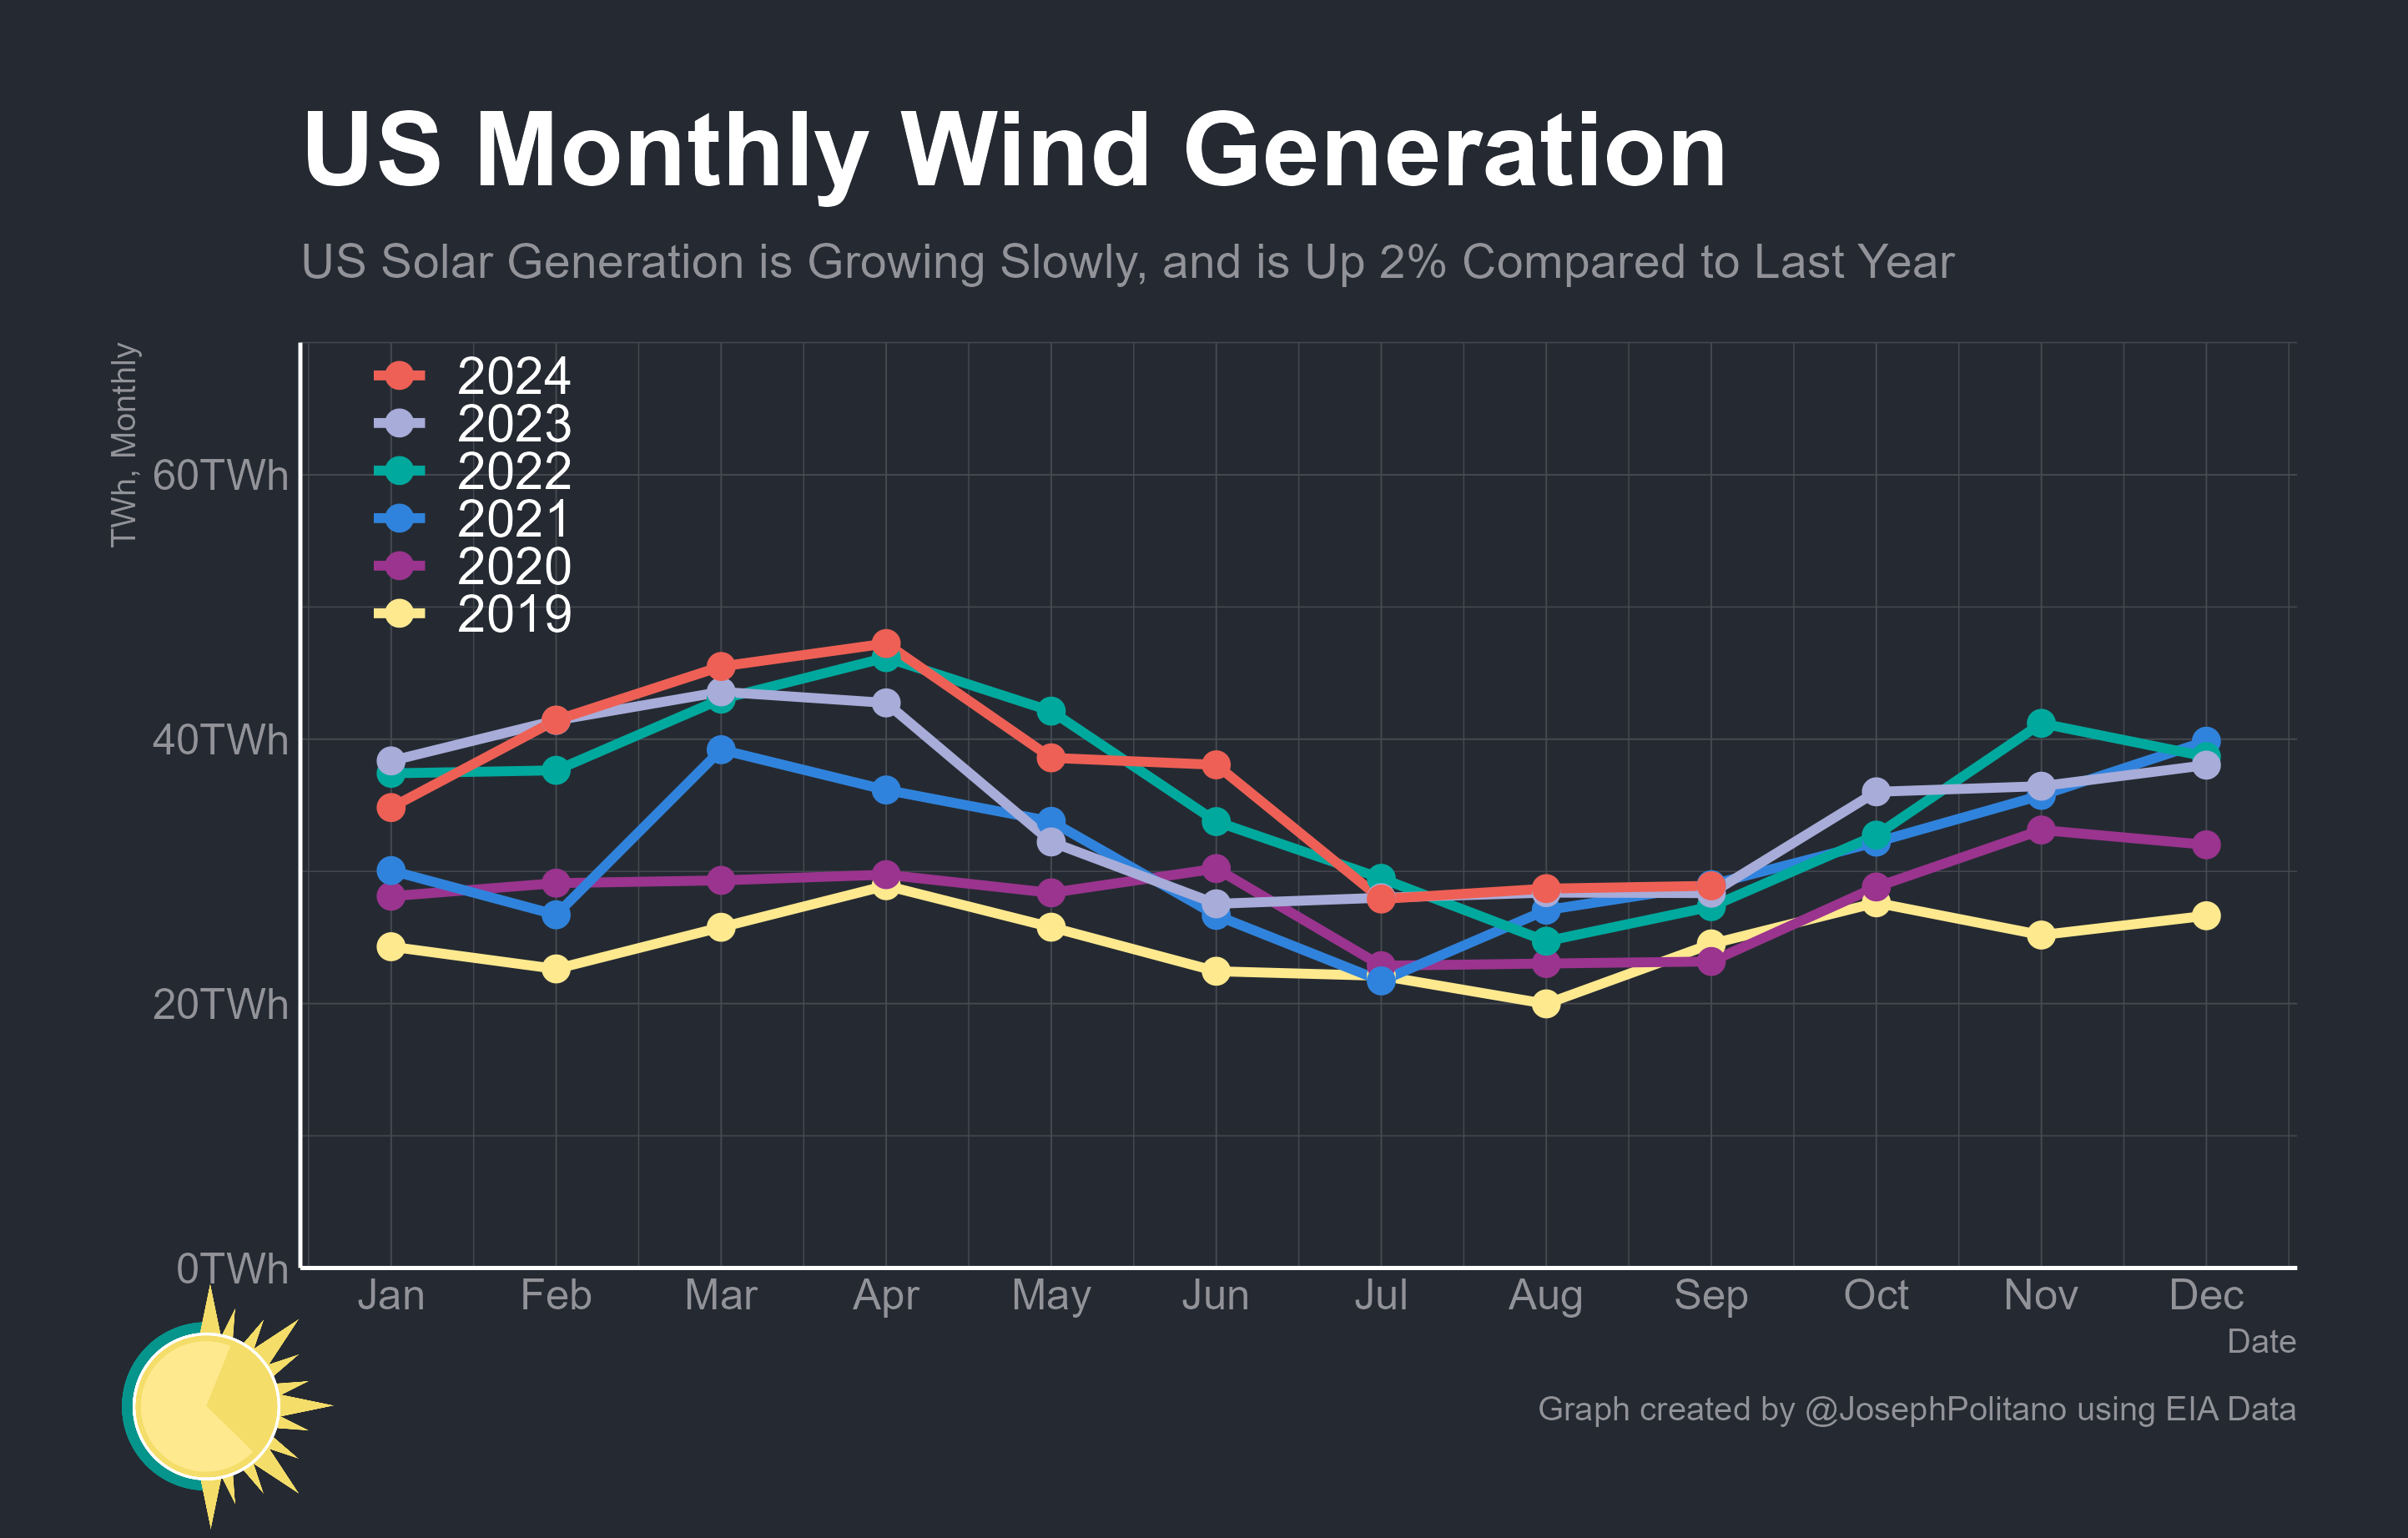 US Monthly Wind Generation
US Solar Generation is Growing Slowly, and is Up 2% Compared to Last Year
TWh, Monthly
2024
2023
2022
2021
2020
2019
60TWh
40TWh
20TWh
0TWh
Jan Feb Mar Apr May Jun Jul Aug Sep Oct Nov Dec
Date
Graph created by @JosephPolitano using EIA Data